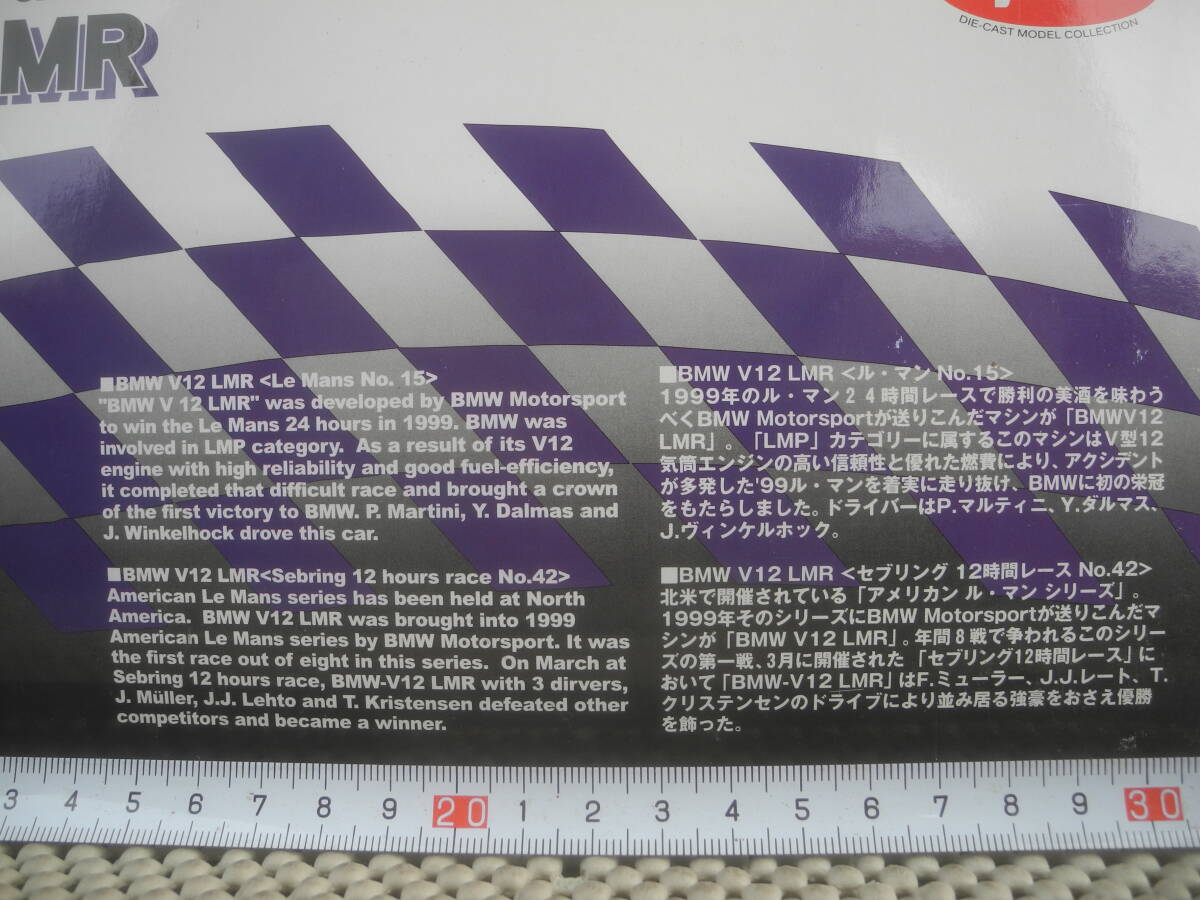 MR
DIE-CAST MODEL COLLECTION
■BMW V12 LMR <Le Mans No. 15>
"BMW V 12 LMR" was developed by BMW Motorsport
to win the Le Mans 24 hours in 1999. BMW was
involved in LMP category. As a result of its V12
engine with high reliability and good fuel-efficiency,
it completed that difficult race and brought a crown
of the first victory to BMW. P. Martini, Y. Dalmas and
J. Winkelhock drove this car.
■BMW V12 LMR<Sebring 12 hours race No.42>
American Le Mans series has been held at North
America. BMW V12 LMR was brought into 1999
American Le Mans series by BMW Motorsport. It was
the first race out of eight in this series. On March at
Sebring 12 hours race, BMW-V12 LMR with 3 dirvers,
J. Müller, J.J. Lehto and T. Kristensen defeated other
competitors and became a winner.
■BMW V12 LMR <ル・マン No.15>
1999年のル・マン24時間レースで勝利の美酒を味わう
べくBMW Motorsportが送りこんだマシンが「BMWV12
LMR」。「LMP」カテゴリーに属するこのマシンはV型12
気筒エンジンの高い信頼性と優れた燃費により、アクシデント
が多発した'99ル・マンを着実に走り抜け、BMWに初の栄冠
をもたらしました。ドライバーはP.マルティニ、Y.ダルマス、
J.ヴィンケルホック。
■BMW V12 LMR <セブリング 12時間レース No.42>
北米で開催されている「アメリカン ル・マン シリーズ」。
1999年そのシリーズにBMW Motorsportが送りこんだマ
シンが「BMW V12 LMR」。年間8戦で争われるこのシリー
ズの第一戦、3月に開催された「セブリング12時間レース」に
おいて「BMW-V12 LMR」はF.ミューラー、J.J.レート、T.
クリステンセンのドライブにより並み居る強豪をおさえ優勝
を飾った。
3 4 5 6 7 8 9 20 1 2 3 4 5 6 7 8 9 30